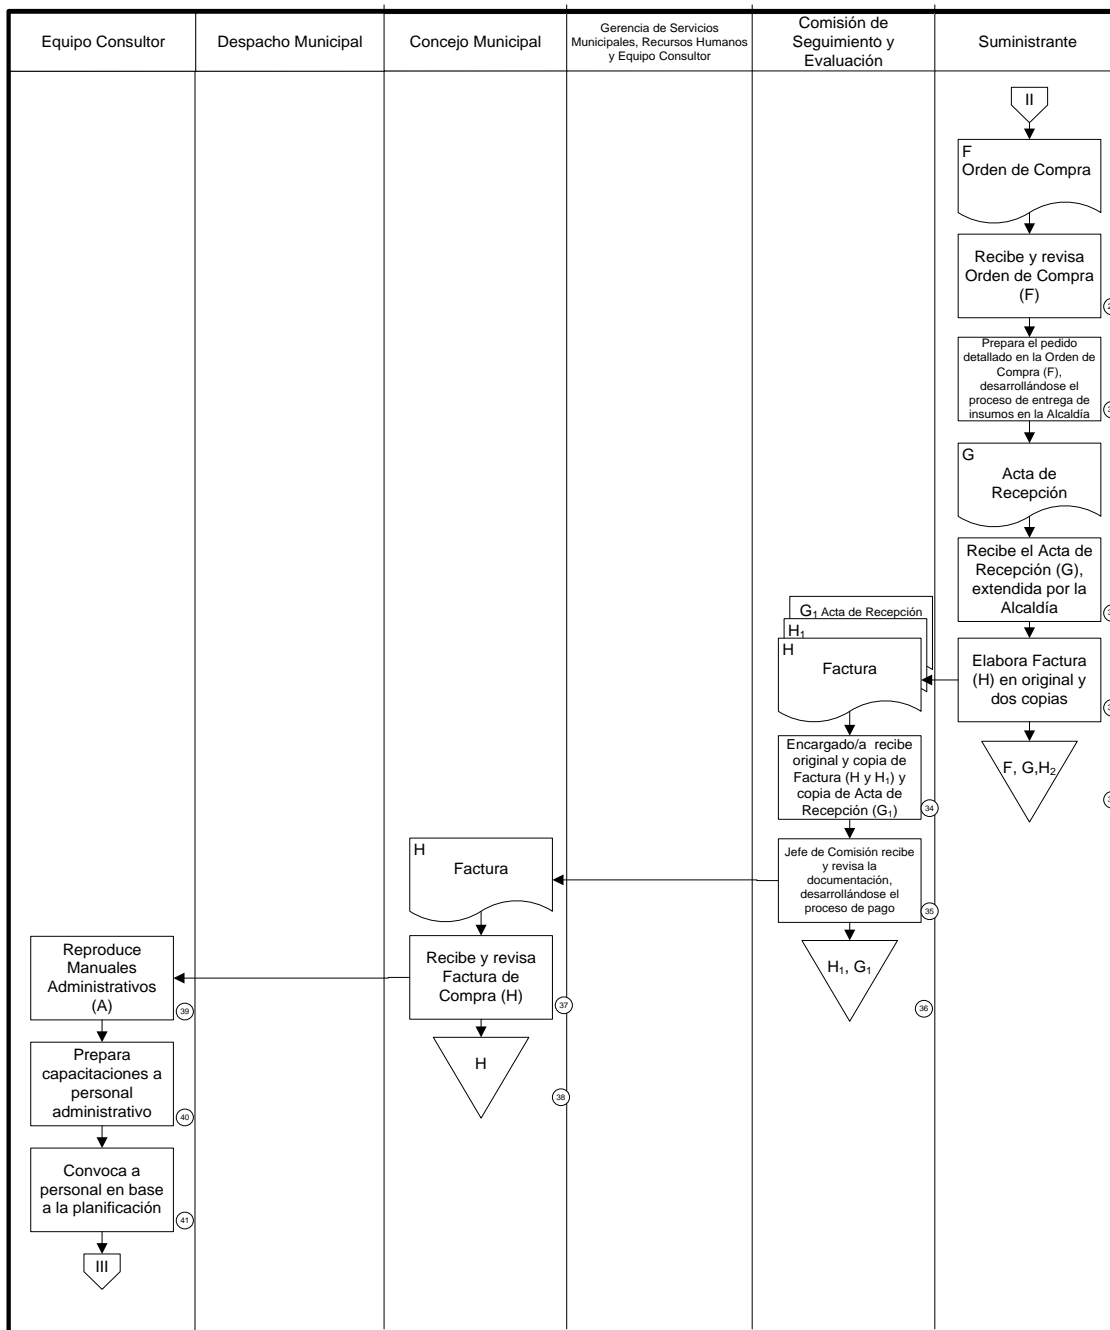 Equipo Consultor
Despacho Municipal
Concejo Municipal
Gerencia de Servicios
Municipales, Recursos Humanos
y Equipo Consultor
Comisión de
Seguimiento y
Evaluación
Suministrante
II
F
Orden de Compra
Recibe y revisa
Orden de Compra
(F)
Prepara el pedido
detallado en la Orden de
Compra (F),
desarrollándose el
proceso de entrega de
insumos en la Alcaldía
G
Acta de
Recepción
Recibe el Acta de
Recepción (G),
extendida por la
Alcaldía
Elabora Factura
(H) en original y
dos copias
F, G,H2
G1 Acta de Recepción
H1
H
Factura
Encargado/a recibe
original y copia de
Factura (H y H1) y
copia de Acta de
Recepción (G1)
34
Jefe de Comisión recibe
y revisa la
documentación,
desarrollándose el
proceso de pago
35
H1, G1
36
H
Factura
Recibe y revisa
Factura de
Compra (H)
37
H
38
Reproduce
Manuales
Administrativos
(A)
39
Prepara
capacitaciones a
personal
administrativo
40
Convoca a
personal en base
a la planificación
41
III